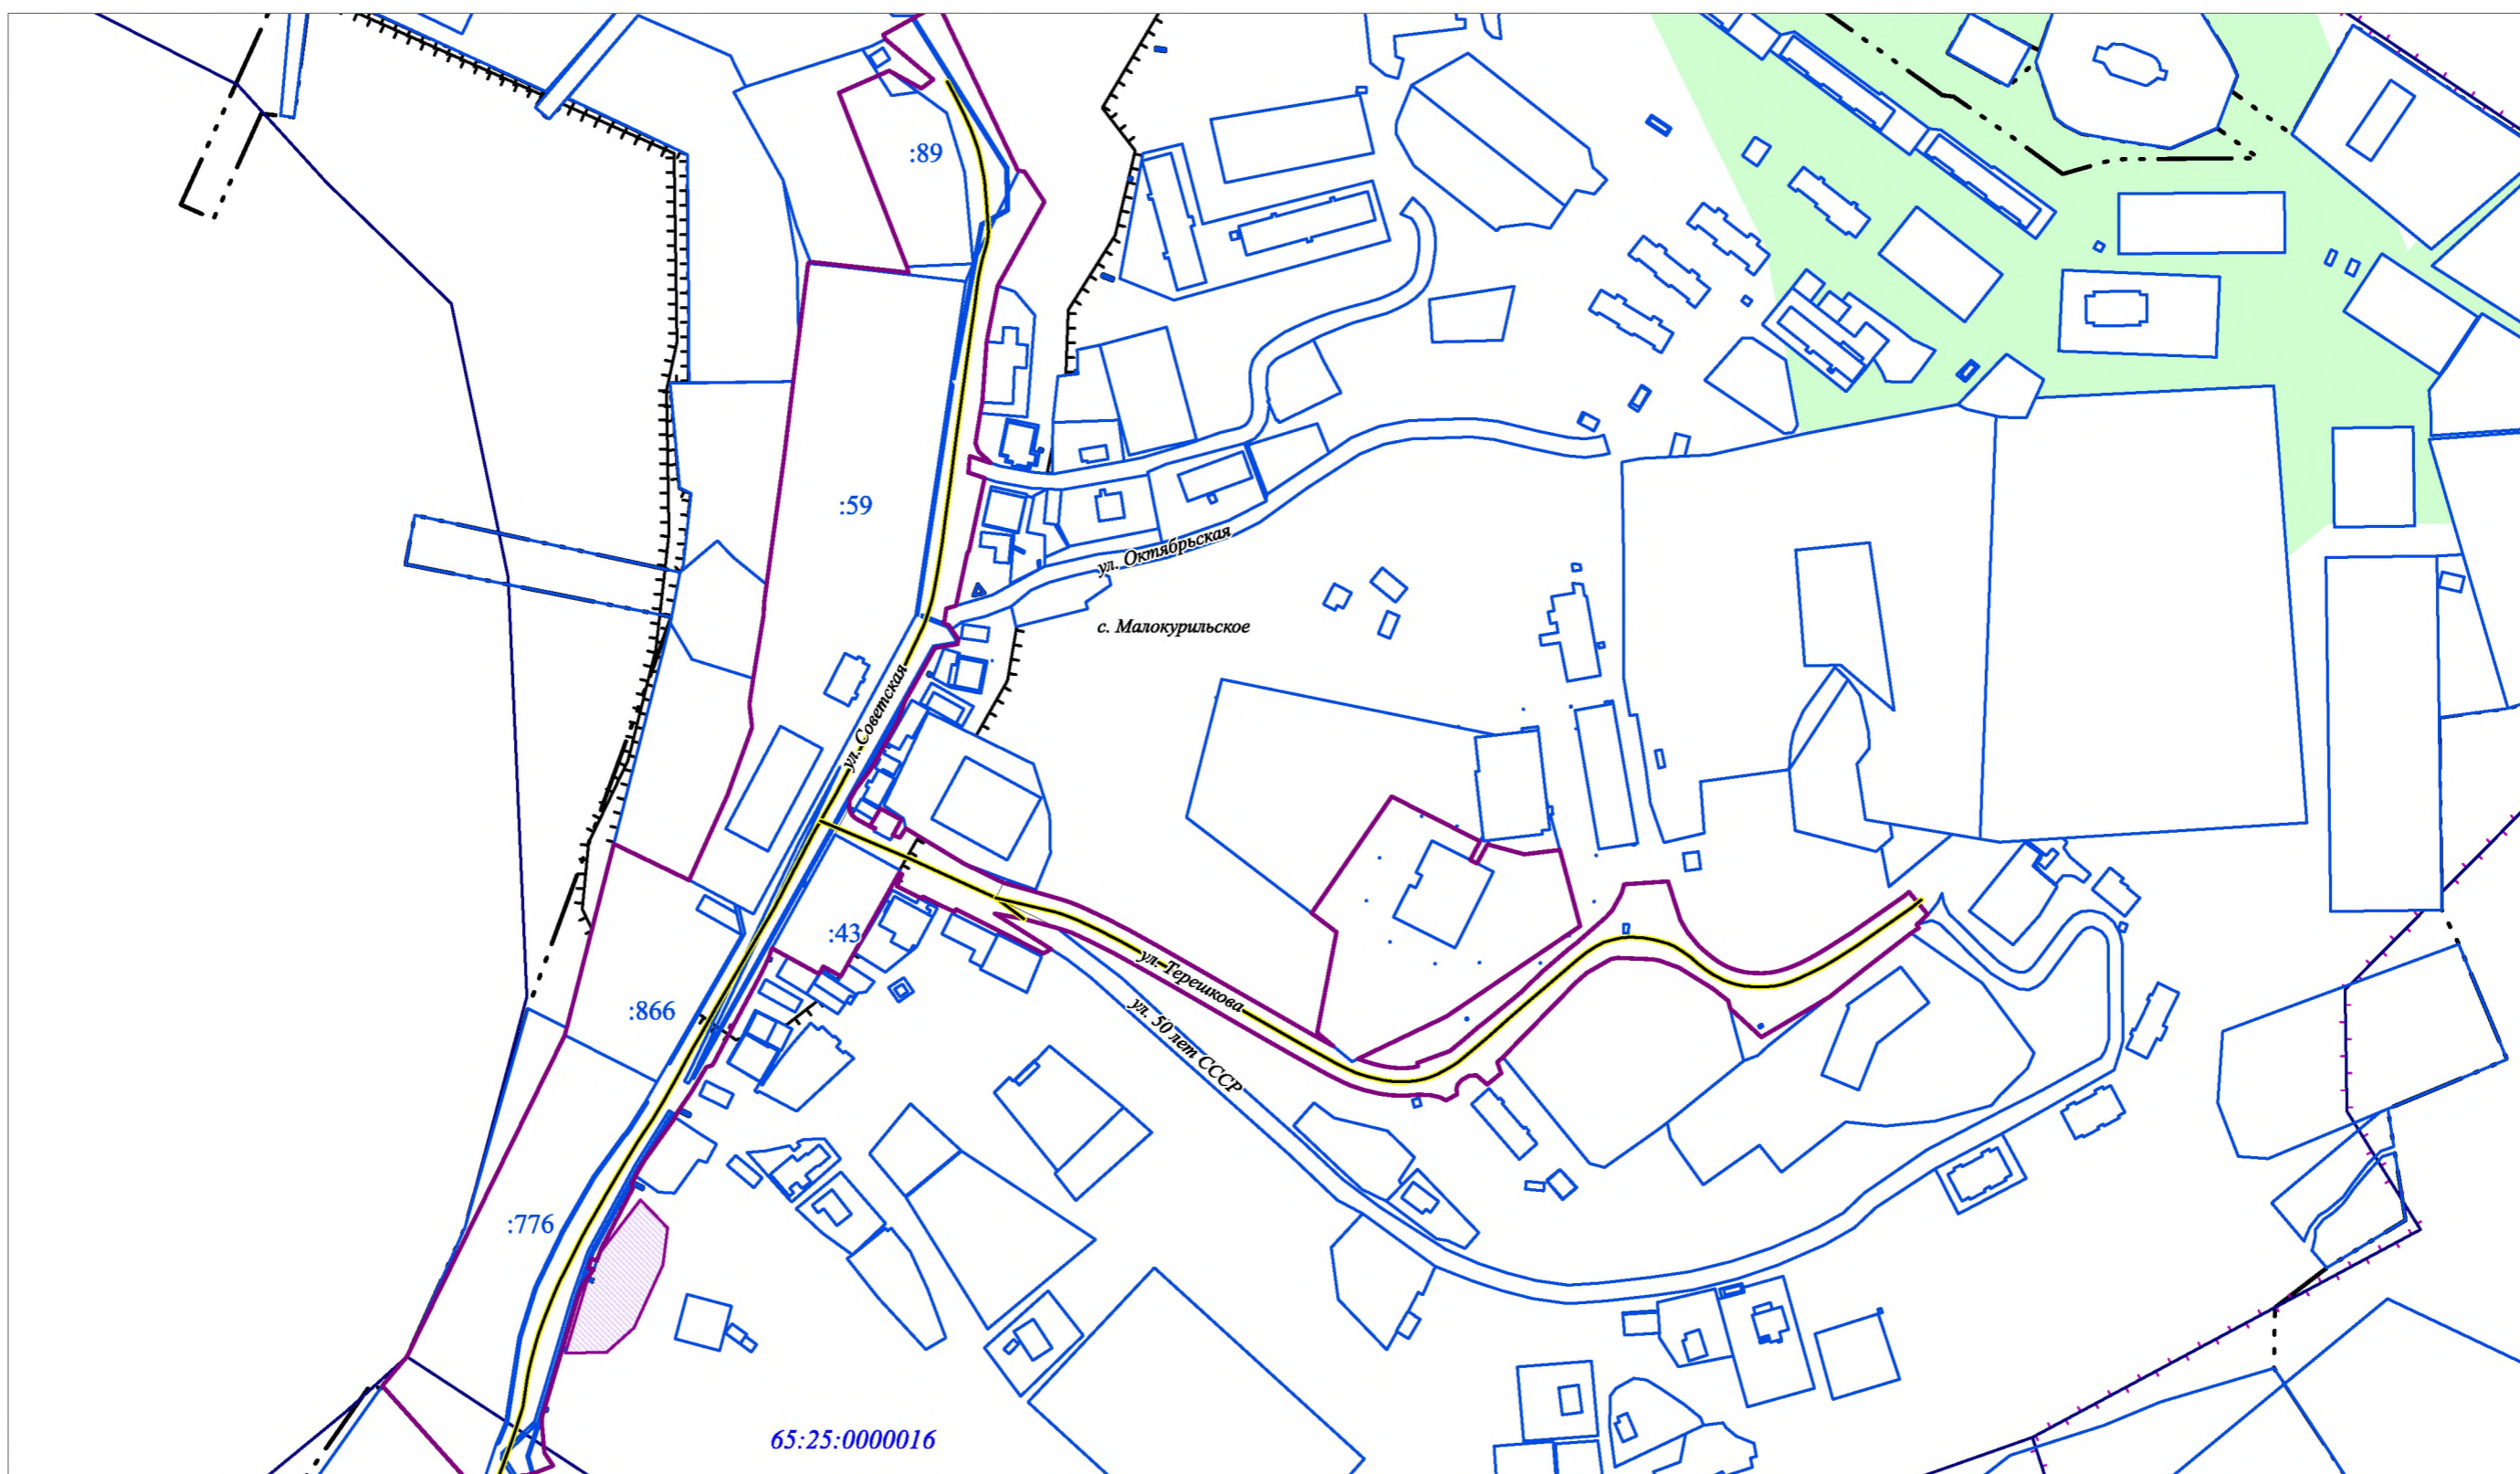 :89
:59
ул. Октябрьская
с. Малокурильское
ул. Советская
:43
ул. Терешкова
:866
ул. 50 лет СССР
:776
65:25:0000016